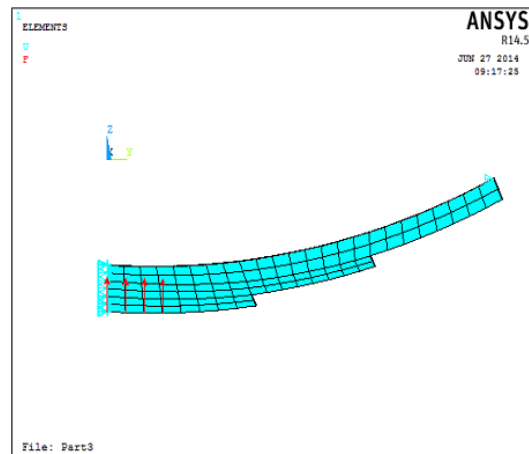 1
ELEMENTS
U
F
ANSYS
R14.5
JUN 27 2014
09:17:25
Z
X Y
File: Part3